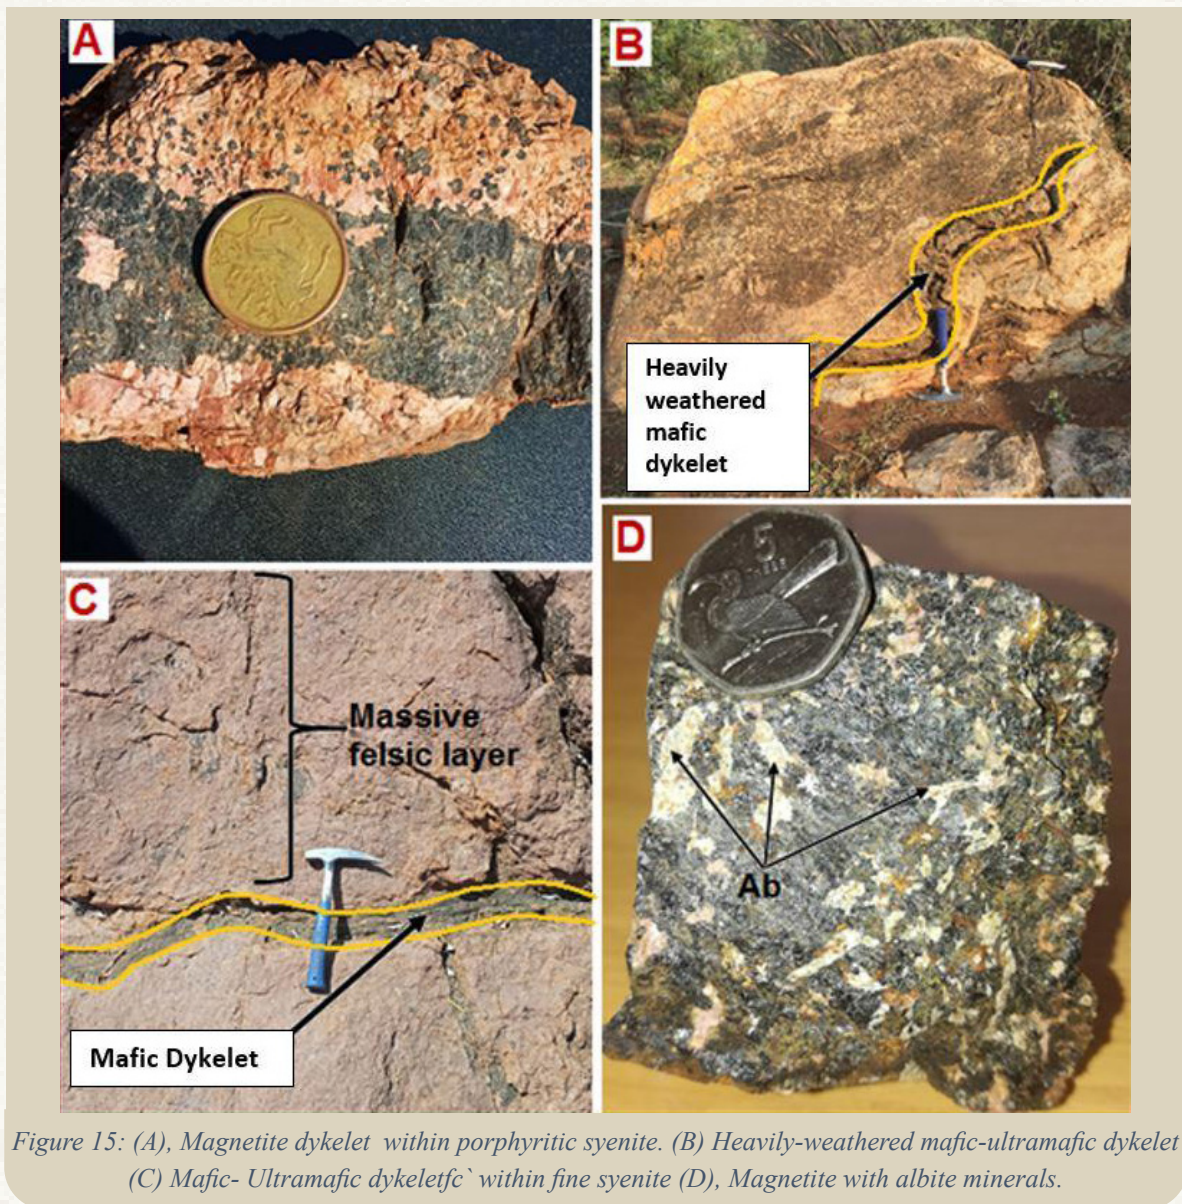 A
B
Heavily
weathered
mafic
dykelet
C
Massive
felsic layer
Mafic Dykelet
D
5
Ab
Figure 15: (A), Magnetite dykelet within porphyritic syenite. (B) Heavily-weathered mafic-ultramafic dykelet
(C) Mafic- Ultramafic dykeletfc` within fine syenite (D), Magnetite with albite minerals.